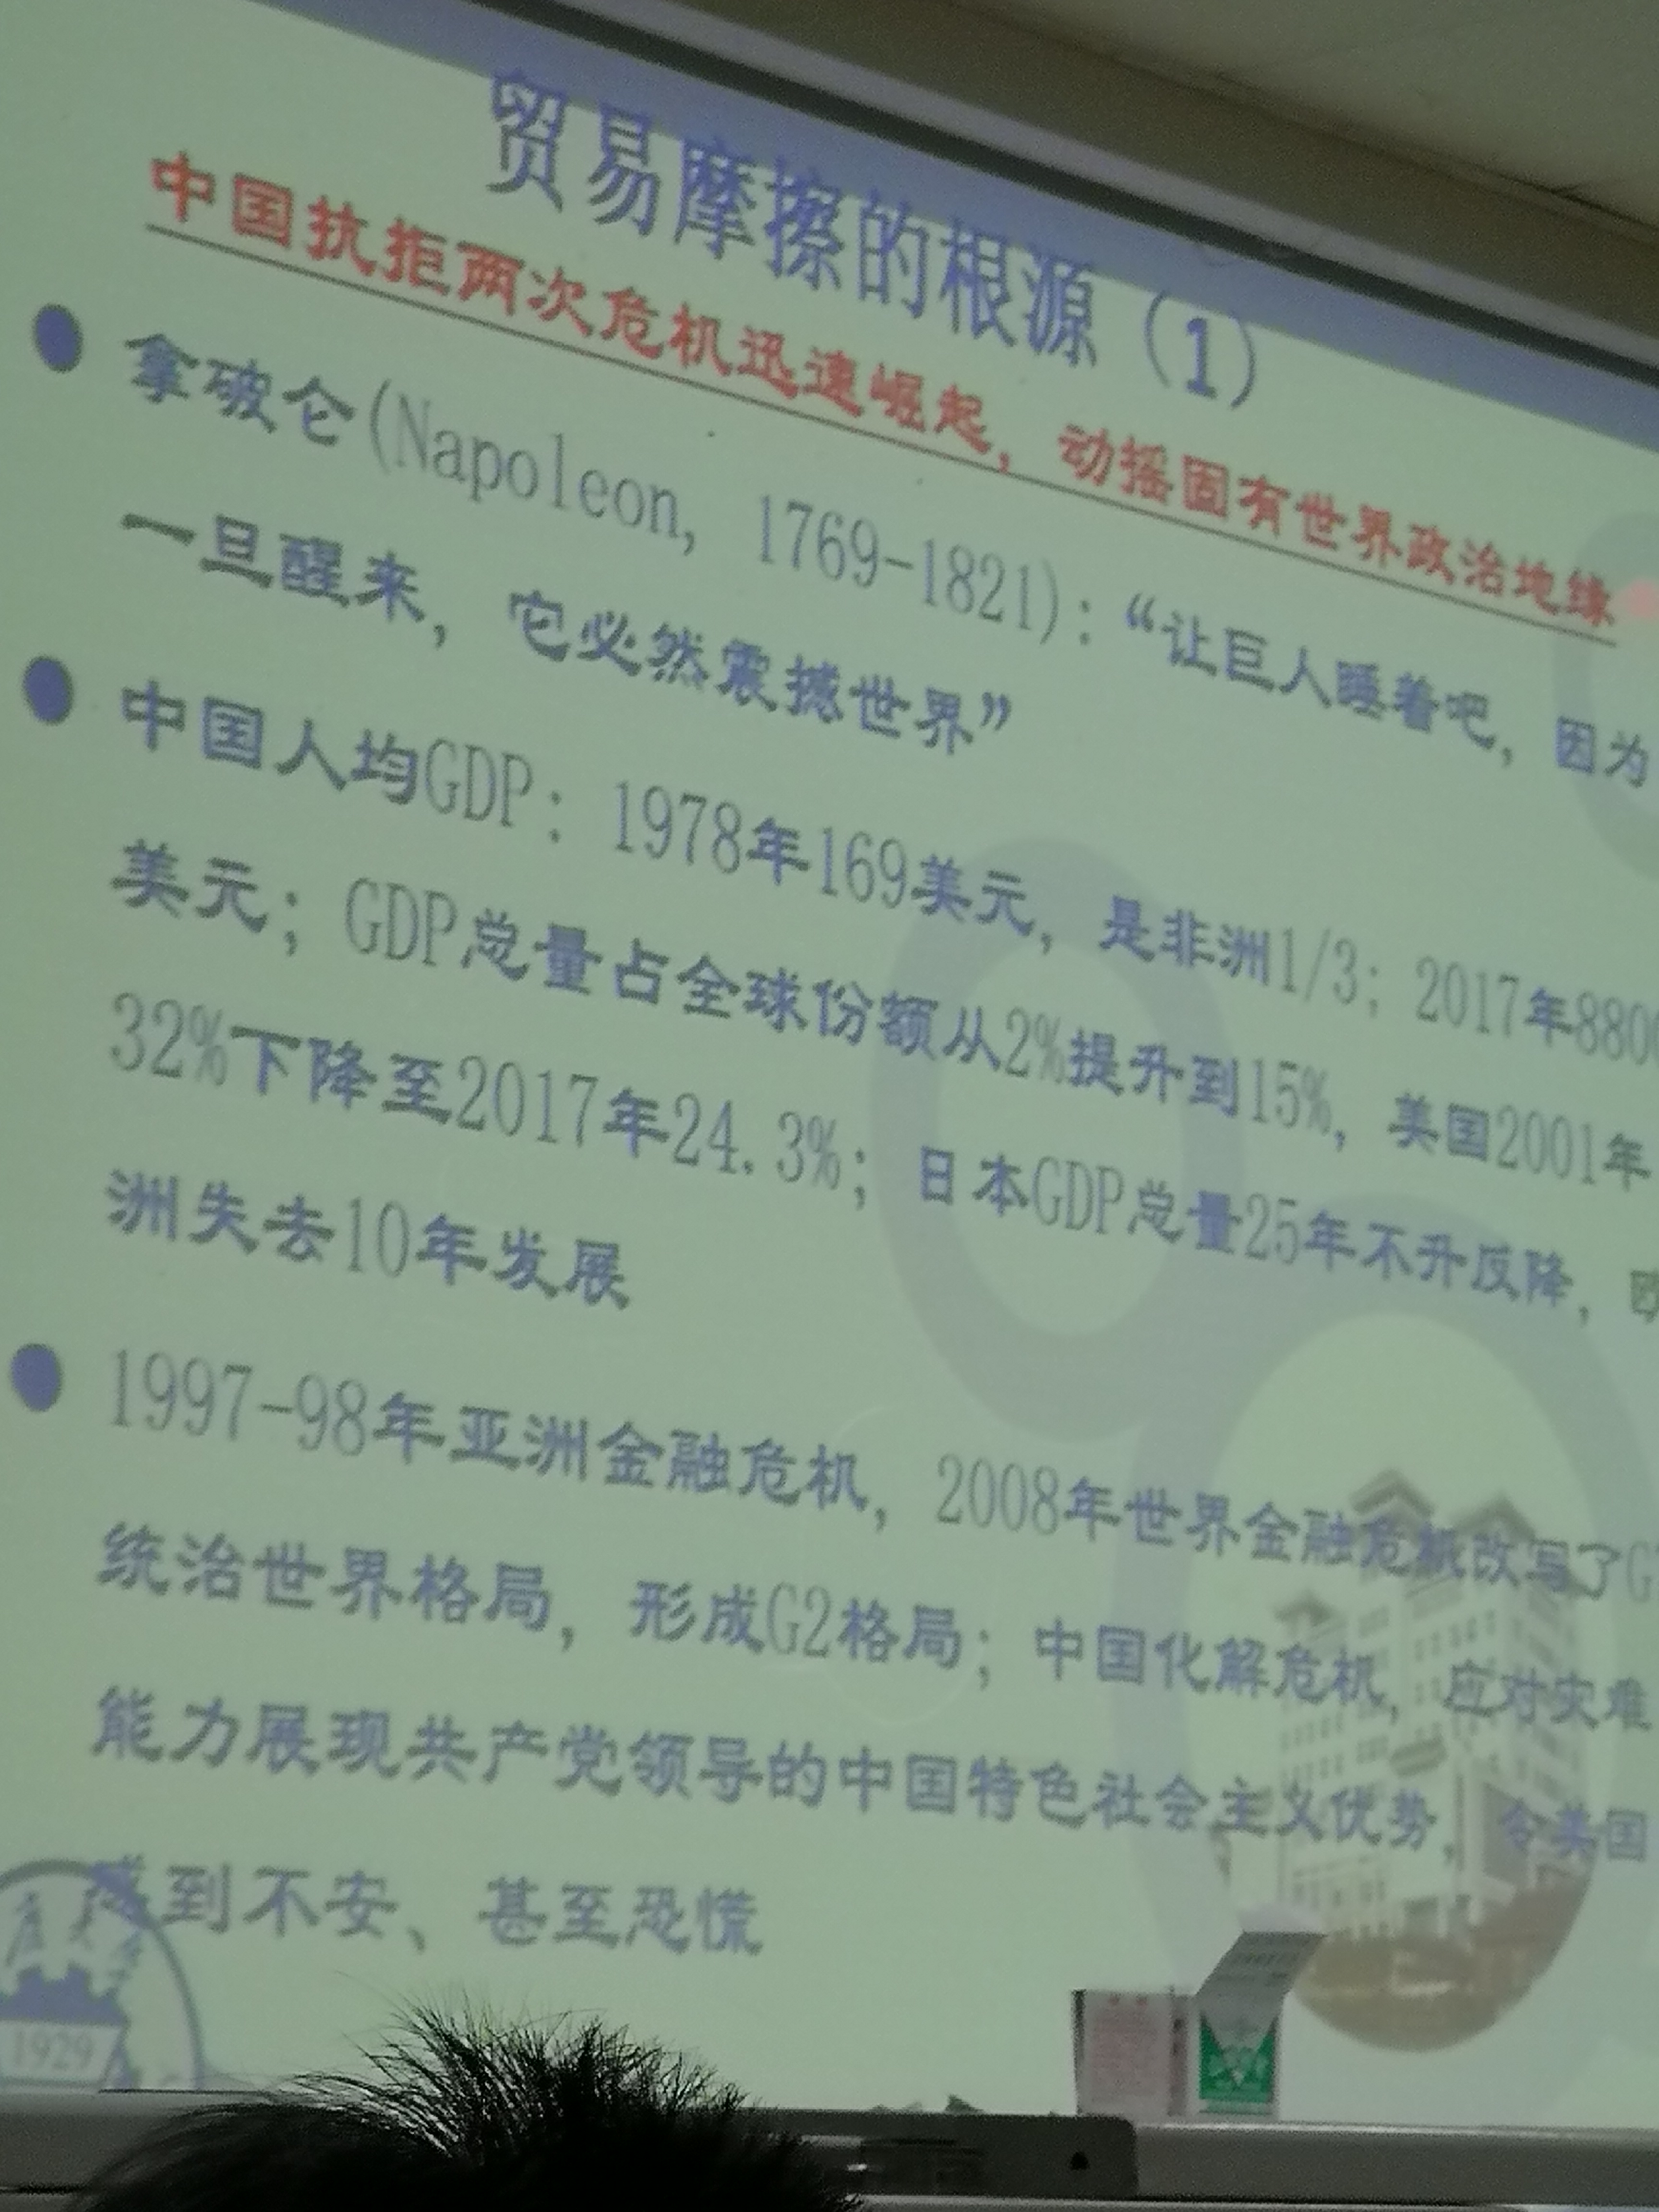 贸易摩擦的根源（1）
中国抗拒两次危机迅速崛起，动摇固有世界政治地缘
拿破仑(Napoleon, 1769-1821)：“让巨人睡着吧，因为
一旦醒来，它必然震撼世界”
中国人均GDP：1978年169美元，是非洲1/3；2017年880
美元；GDP总量占全球份额从2%提升到15%，美国2001年
32%下降至2017年24.3%；日本GDP总量25年不升反降，
洲失去10年发展
1997-98年亚洲金融危机，2008年世界金融危机改写了G
统治世界格局，形成G2格局；中国化解危机，应对灾难
能力展现共产党领导的中国特色社会主义优势，令美国
感到不安、甚至恐慌
1929